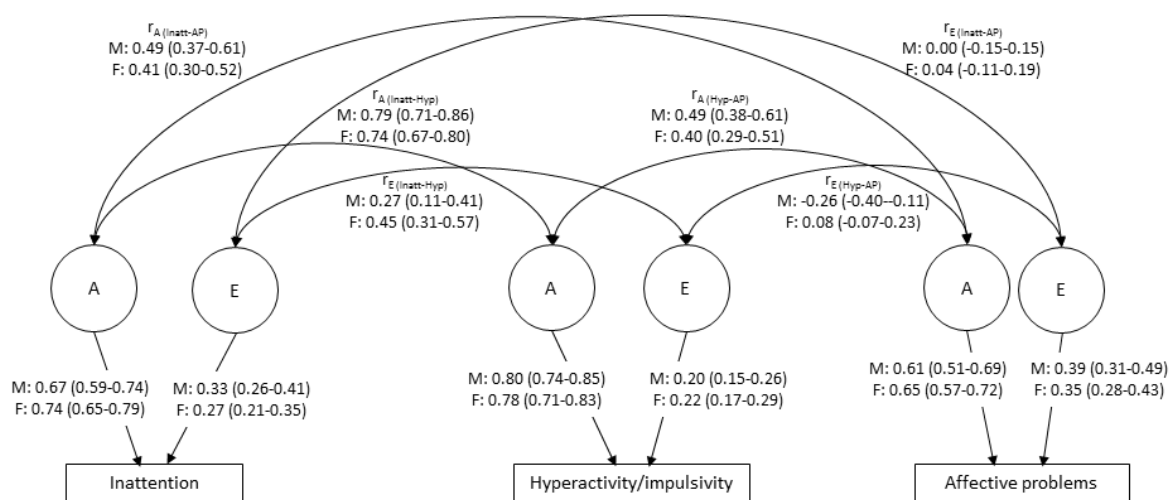 rA (Inatt-AP)
M: 0.49 (0.37-0.61)
F: 0.41 (0.30-0.52)
rE (Inatt-AP)
M: 0.00 (-0.15-0.15)
F: 0.04 (-0.11-0.19)
rA (Inatt-Hyp)
M: 0.79 (0.71-0.86)
F: 0.74 (0.67-0.80)
rA (Hyp-AP)
M: 0.49 (0.38-0.61)
F: 0.40 (0.29-0.51)
rE (Inatt-Hyp)
M: 0.27 (0.11-0.41)
F: 0.45 (0.31-0.57)
rE (Hyp-AP)
M: -0.26 (-0.40--0.11)
F: 0.08 (-0.07-0.23)
A
E
A
E
A
E
M: 0.67 (0.59-0.74)
F: 0.74 (0.65-0.79)
M: 0.33 (0.26-0.41)
F: 0.27 (0.21-0.35)
M: 0.80 (0.74-0.85)
F: 0.78 (0.71-0.83)
M: 0.20 (0.15-0.26)
F: 0.22 (0.17-0.29)
M: 0.61 (0.51-0.69)
F: 0.65 (0.57-0.72)
M: 0.39 (0.31-0.49)
F: 0.35 (0.28-0.43)
Inattention
Hyperactivity/impulsivity
Affective problems